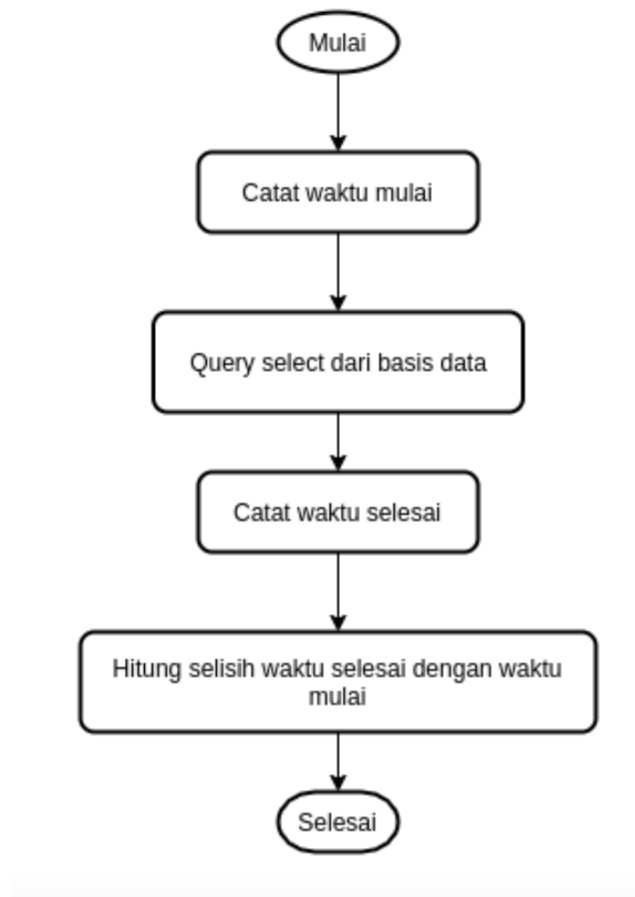 Mulai
Catat waktu mulai
Query select dari basis data
Catat waktu selesai
Hitung selisih waktu selesai dengan waktu
mulai
Selesai